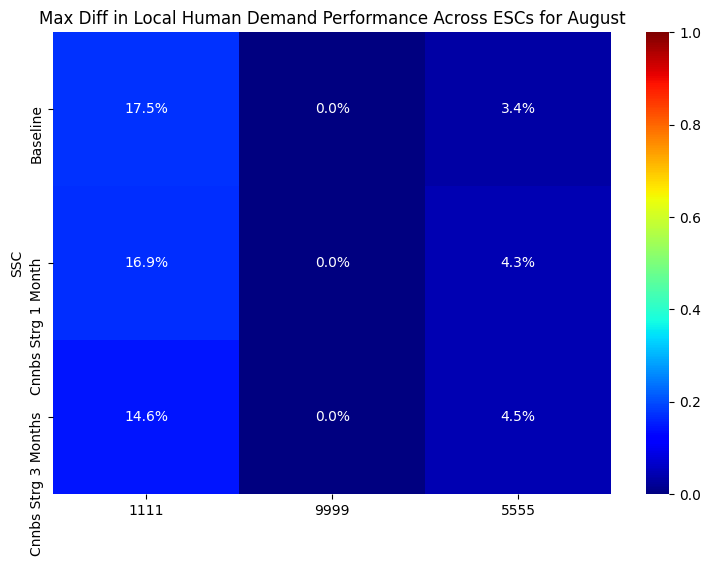 Max Diff in Local Human Demand Performance Across ESCs for August
SSC
Baseline
17.5% 0.0% 3.4%
Cnnbs Strg 1 Month
16.9% 0.0% 4.3%
Cnnbs Strg 3 Months
14.6% 0.0% 4.5%
1111 9999 5555
1.0
0.8
0.6
0.4
0.2
0.0